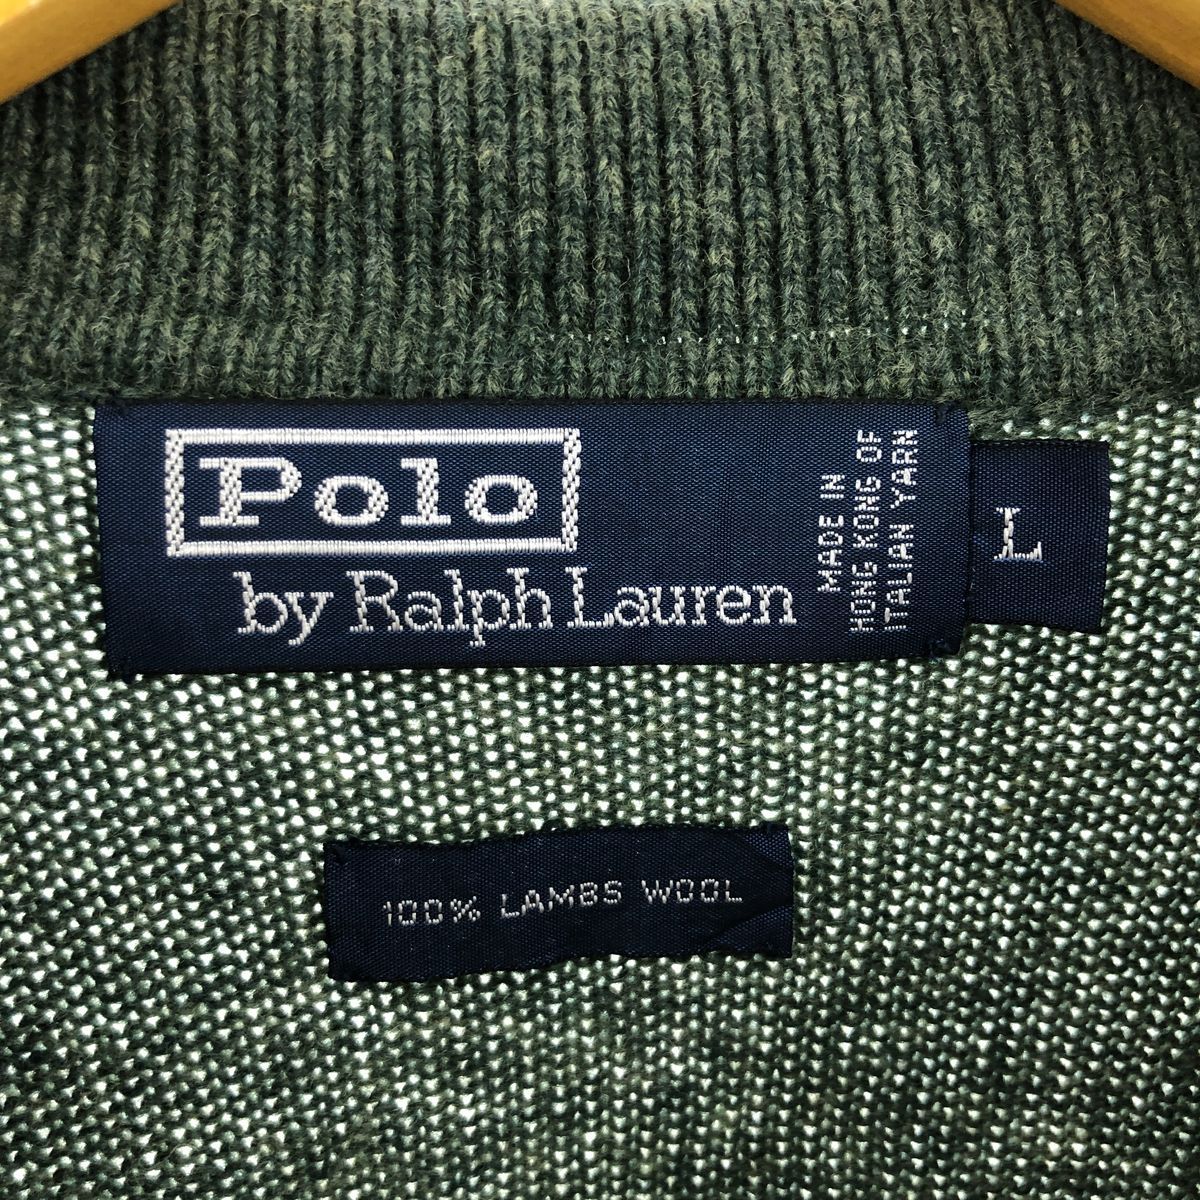 Polo
by Ralph Lauren
MADE IN
HONG KONG OF
ITALIAN YARN
L
100% LAMBS WOOL